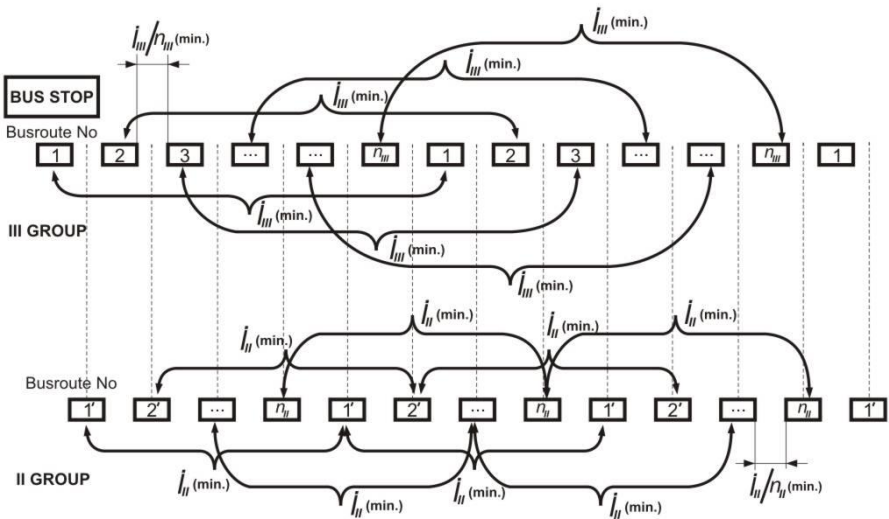 i_III/n_III (min.)
i_III (min.)
i_III (min.)
i_III (min.)
BUS STOP
Busroute No
1 2 3 ... ... n_III 1 2 3 ... ... n_III 1
i_III (min.)
III GROUP
i_III (min.)
i_III (min.)
i_II (min.) i_II (min.)
i_II (min.) i_II (min.)
Busroute No
1' 2' ... n_II 1' 2' ... n_II 1' 2' ... n_II 1'
II GROUP
i_II (min.) i_II (min.) i_II/n_II (min.)
i_II (min.) i_II (min.)